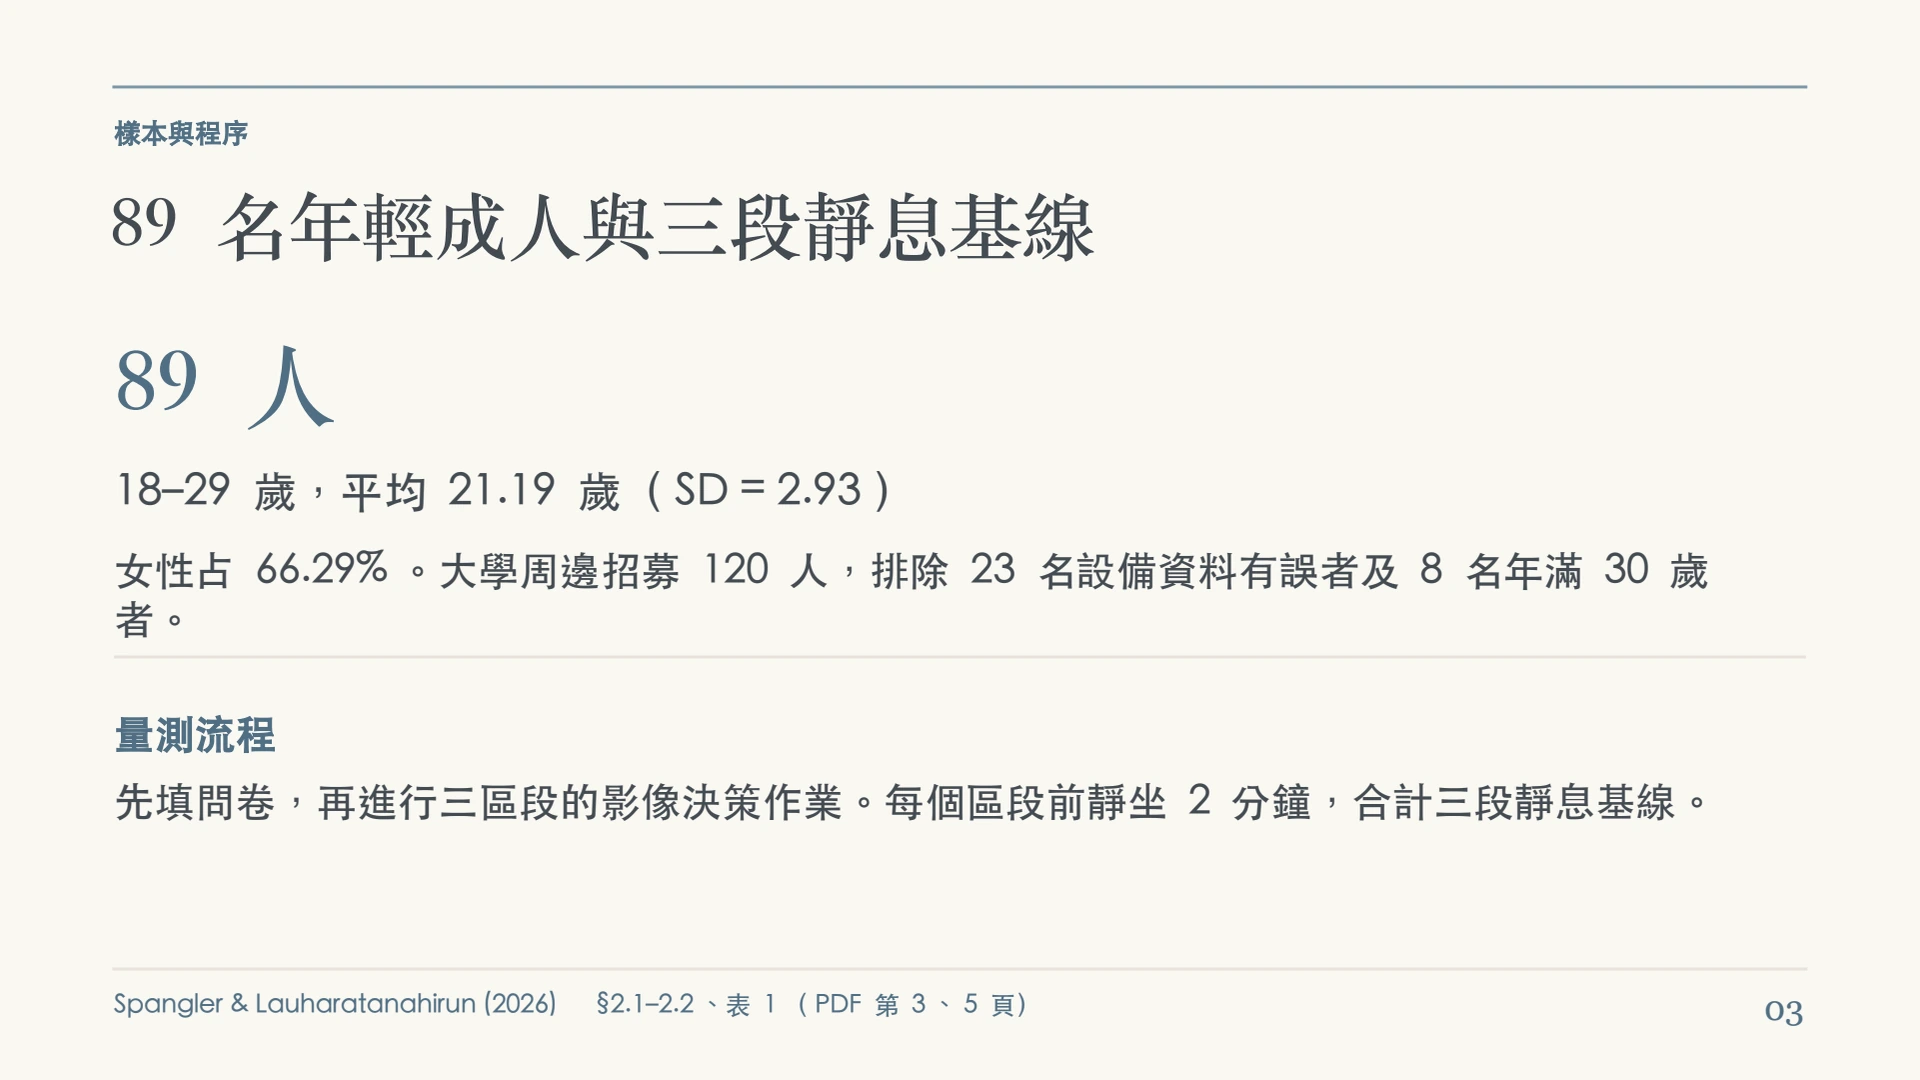 樣本與程序
89 名年輕成人與三段靜息基線
89 人
18–29 歲，平均 21.19 歲（SD = 2.93）
女性占 66.29%。大學周邊招募 120 人，排除 23 名設備資料有誤者及 8 名年滿 30 歲
者。
量測流程
先填問卷，再進行三區段的影像決策作業。每個區段前靜坐 2 分鐘，合計三段靜息基線。
Spangler & Lauharatanahirun (2026) §2.1–2.2、表 1（PDF 第 3、5 頁）
03